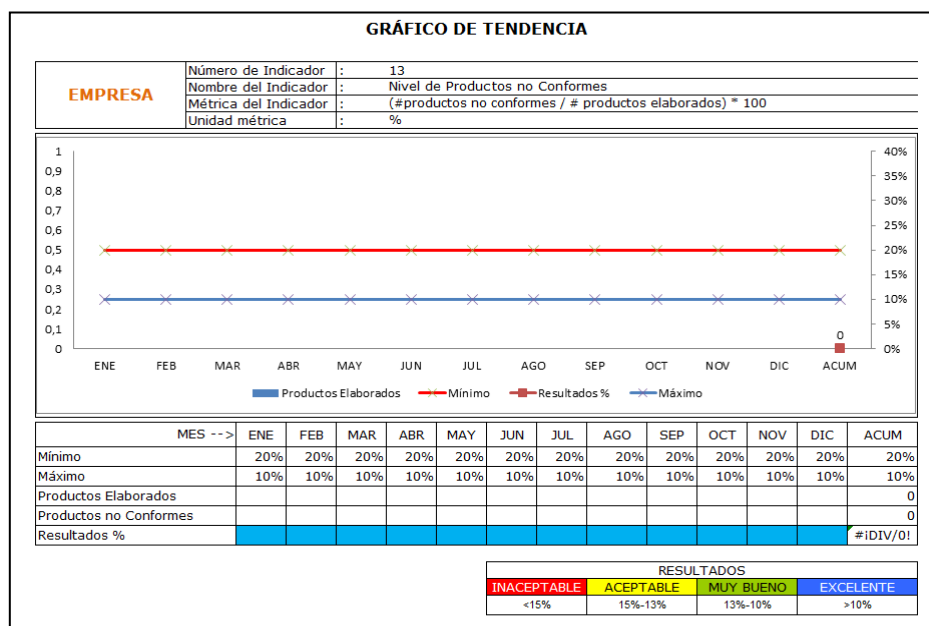 GRÁFICO DE TENDENCIA
EMPRESA
Número de Indicador : 13
Nombre del Indicador : Nivel de Productos no Conformes
Métrica del Indicador : (#productos no conformes / # productos elaborados) * 100
Unidad métrica : %
1 40%
0,9 35%
0,8 30%
0,7
0,6 25%
0,5 20%
0,4 15%
0,3
0,2 10%
0,1 5%
0 0%
0
ENE FEB MAR ABR MAY JUN JUL AGO SEP OCT NOV DIC ACUM
Productos Elaborados Mínimo Resultados % Máximo
MES --> ENE FEB MAR ABR MAY JUN JUL AGO SEP OCT NOV DIC ACUM
Mínimo 20% 20% 20% 20% 20% 20% 20% 20% 20% 20% 20% 20% 20%
Máximo 10% 10% 10% 10% 10% 10% 10% 10% 10% 10% 10% 10% 10%
Productos Elaborados 0
Productos no Conformes 0
Resultados % #¡DIV/0!
RESULTADOS
INACEPTABLE ACEPTABLE MUY BUENO EXCELENTE
<15% 15%-13% 13%-10% >10%